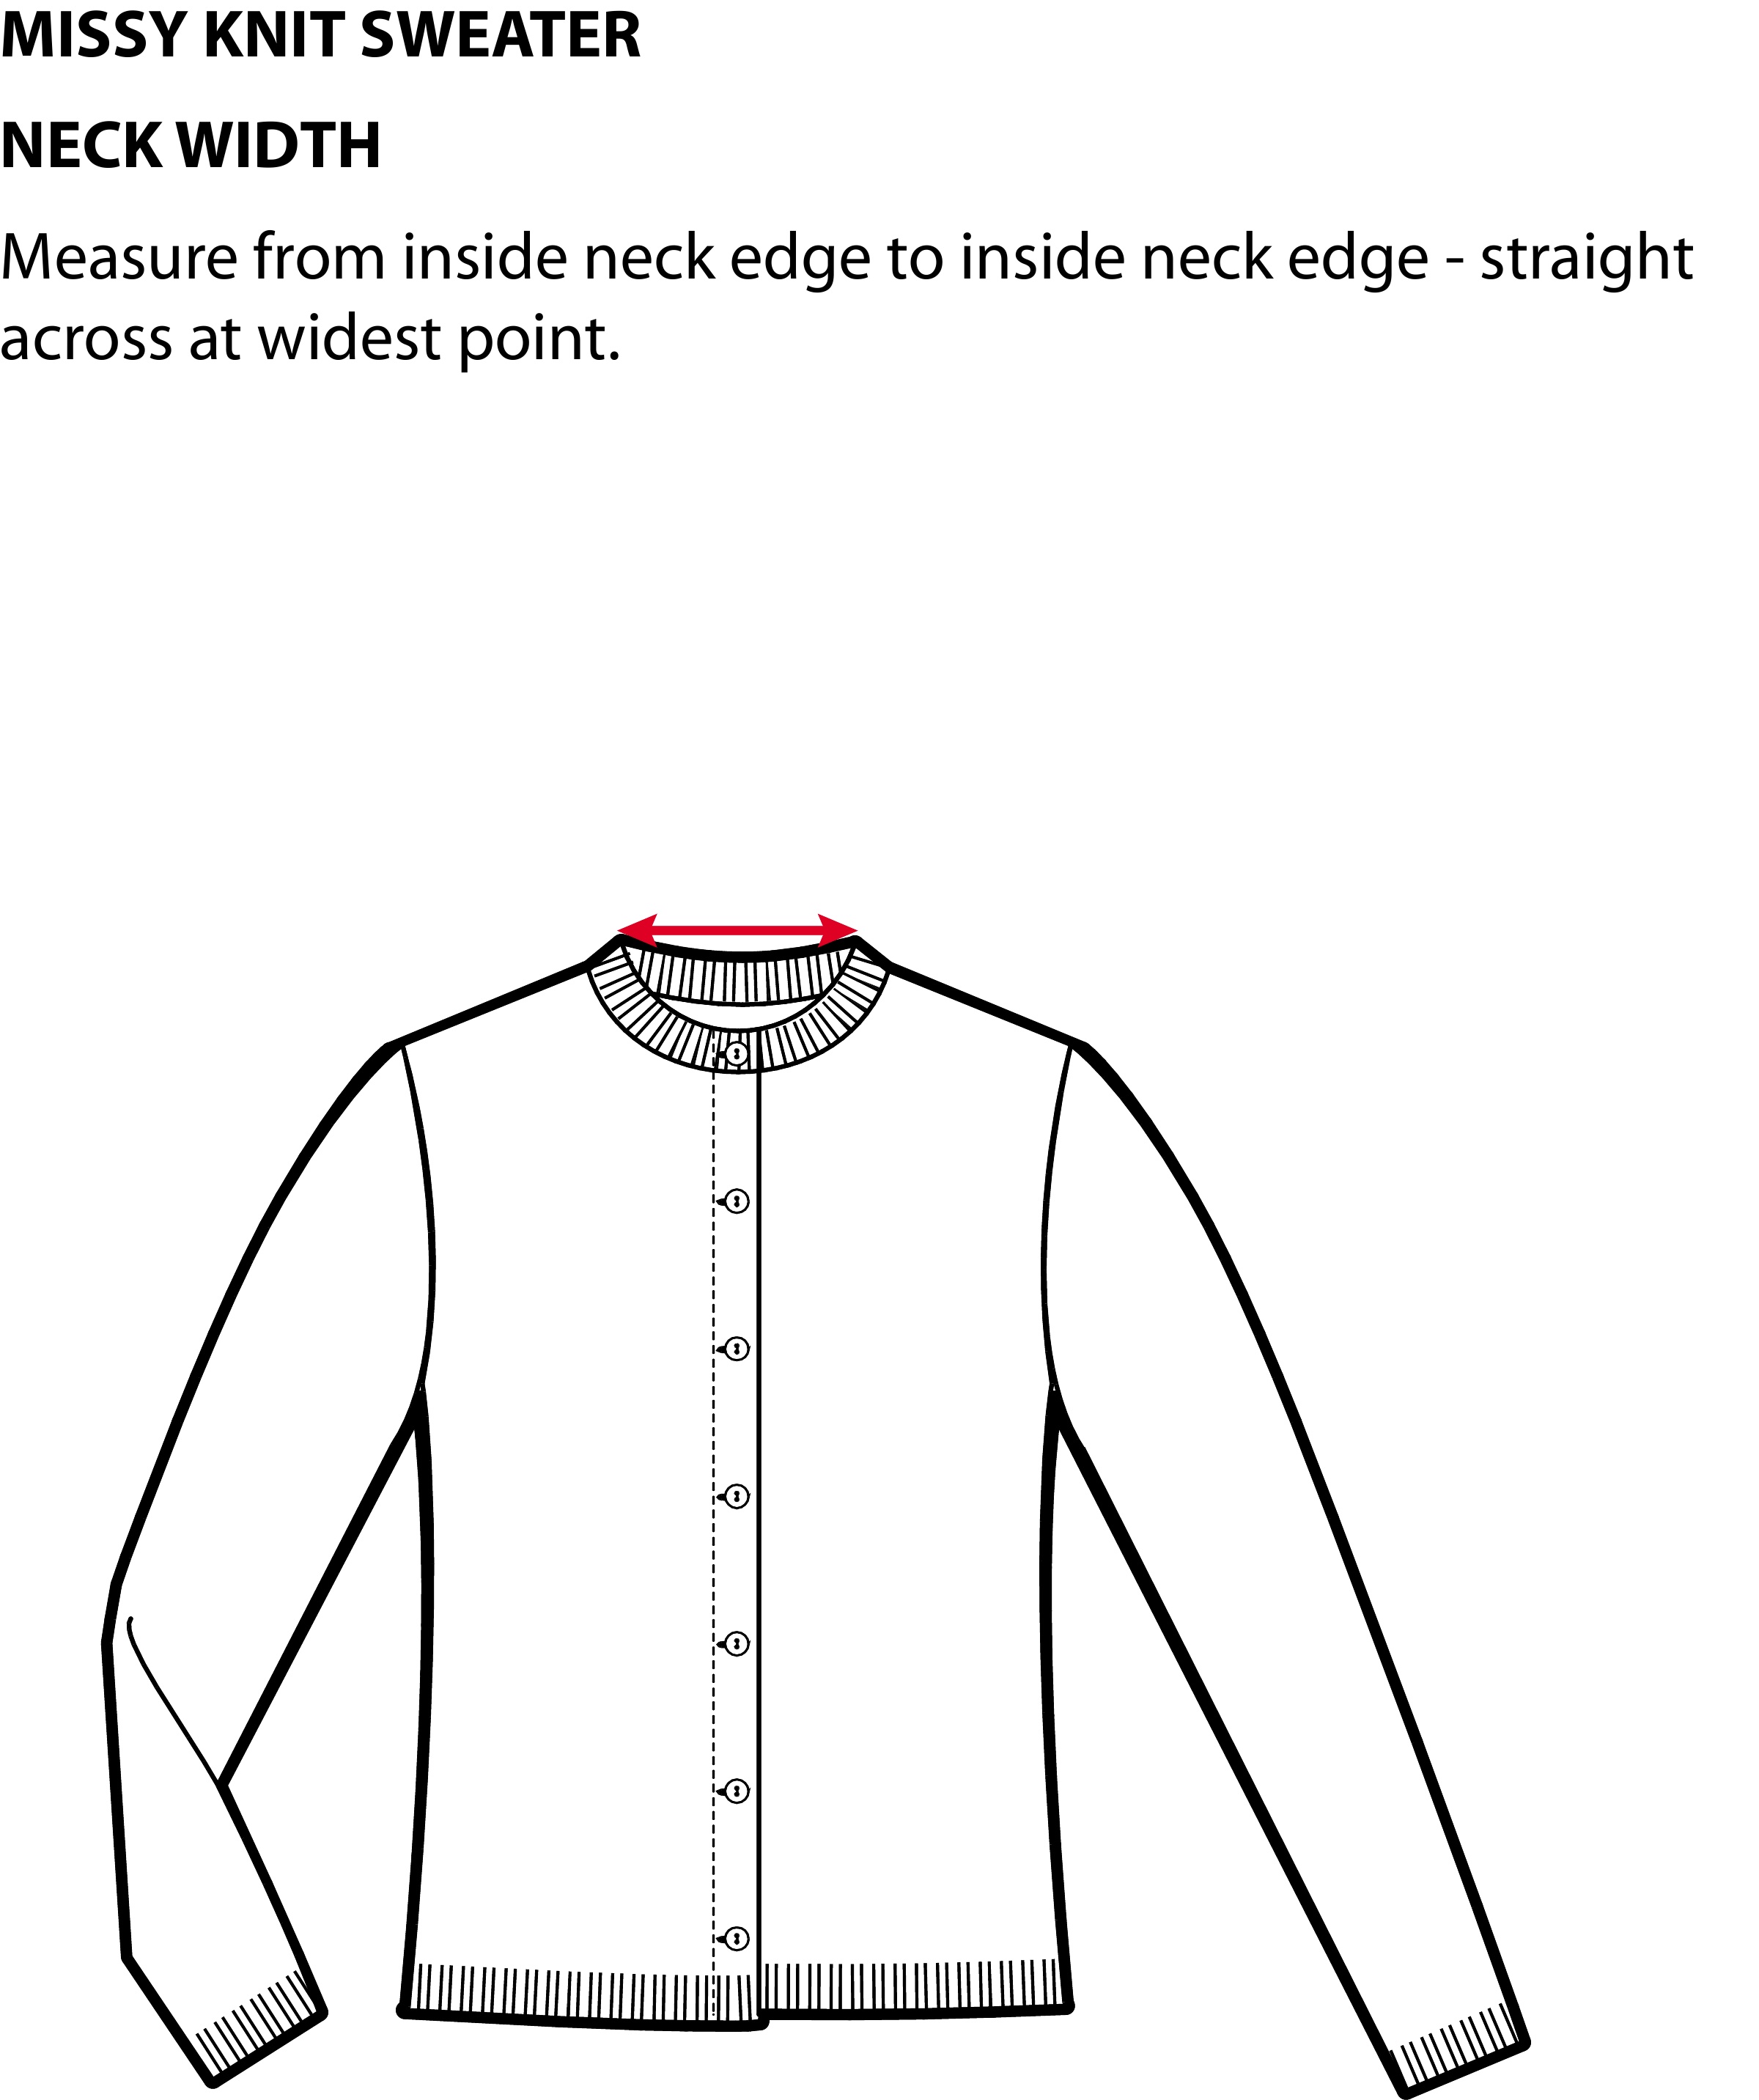 MISSY KNIT SWEATER
NECK WIDTH
Measure from inside neck edge to inside neck edge - straight
across at widest point.